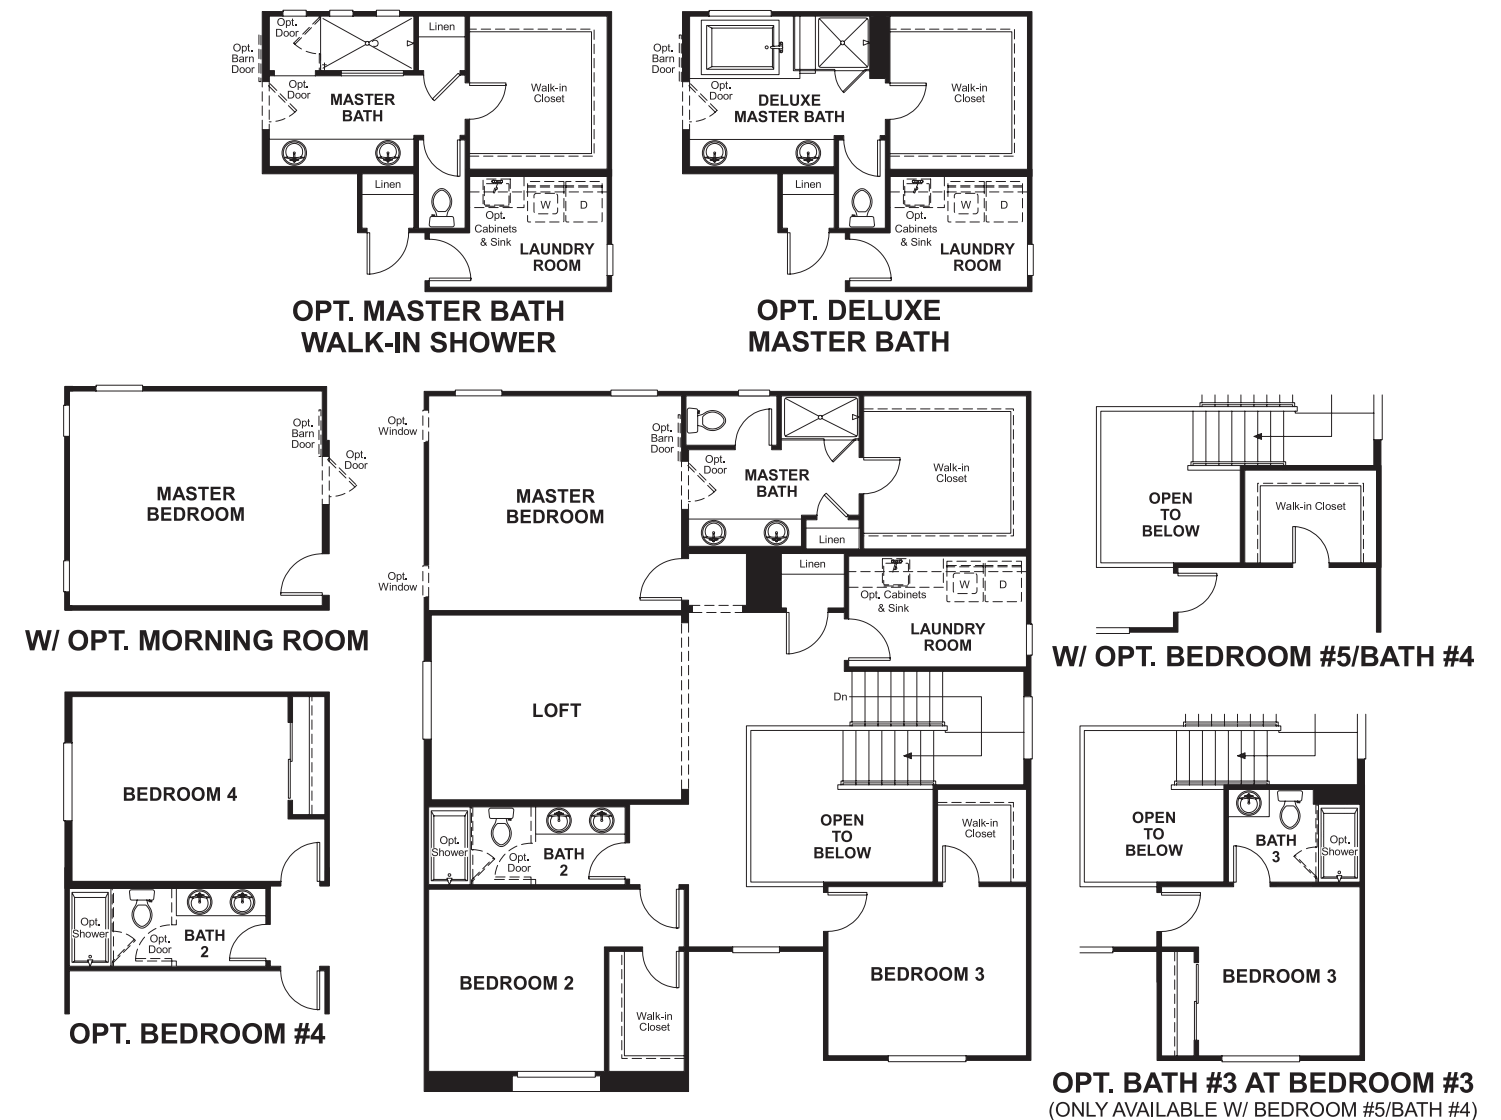 Opt.
Door
Linen
Opt.
Barn
Door
Opt.
Door
MASTER
BATH
Walk-in
Closet
Linen
Opt.
Cabinets
& Sink
W
D
LAUNDRY
ROOM
OPT. MASTER BATH
WALK-IN SHOWER
Opt.
Barn
Door
Opt.
Door
DELUXE
MASTER BATH
Walk-in
Closet
Linen
Opt.
Cabinets
& Sink
W
D
LAUNDRY
ROOM
OPT. DELUXE
MASTER BATH
Opt.
Barn
Door
Opt.
Door
MASTER
BEDROOM
W/ OPT. MORNING ROOM
Opt.
Window
MASTER
BEDROOM
Opt.
Window
Opt.
Barn
Door
Opt.
Door
MASTER
BATH
Walk-in
Closet
Linen
Linen
Opt. Cabinets
& Sink
W
D
LAUNDRY
ROOM
LOFT
Dn
OPEN
TO
BELOW
Walk-in
Closet
Opt.
Shower
Opt.
Door
BATH
2
BEDROOM 2
Walk-in
Closet
BEDROOM 3
OPEN
TO
BELOW
Walk-in Closet
W/ OPT. BEDROOM #5/BATH #4
BEDROOM 4
Opt.
Shower
Opt.
Door
BATH
2
OPT. BEDROOM #4
OPEN
TO
BELOW
BATH
3
Opt.
Shower
BEDROOM 3
OPT. BATH #3 AT BEDROOM #3
(ONLY AVAILABLE W/ BEDROOM #5/BATH #4)